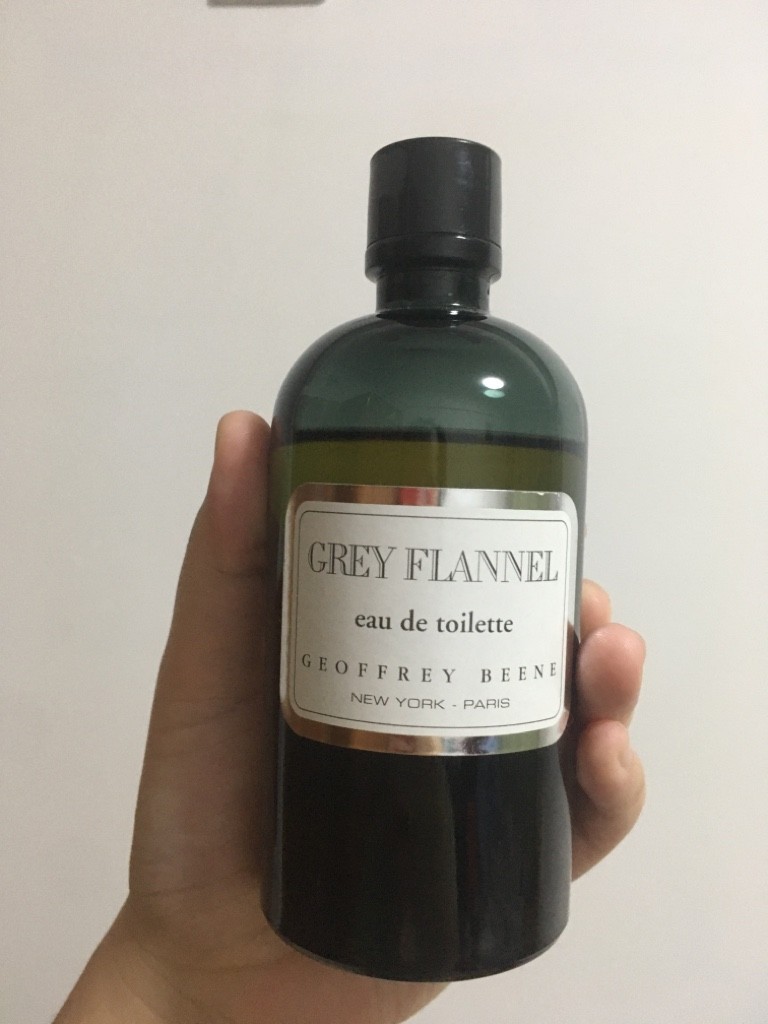 GREY FLANNEL
eau de toilette
GEOFFREY BEENE
NEW YORK - PARIS